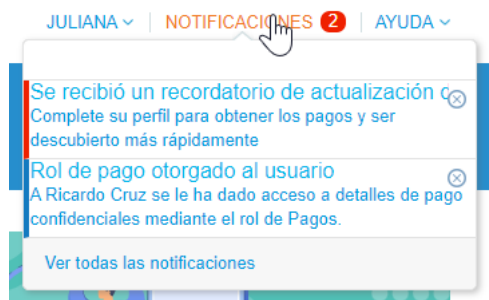 JULIANA NOTIFICACIONES 2 AYUDA
Se recibió un recordatorio de actualización
Complete su perfil para obtener los pagos y ser
descubierto más rápidamente
Rol de pago otorgado al usuario
A Ricardo Cruz se le ha dado acceso a detalles de pago
confidenciales mediante el rol de Pagos.
Ver todas las notificaciones